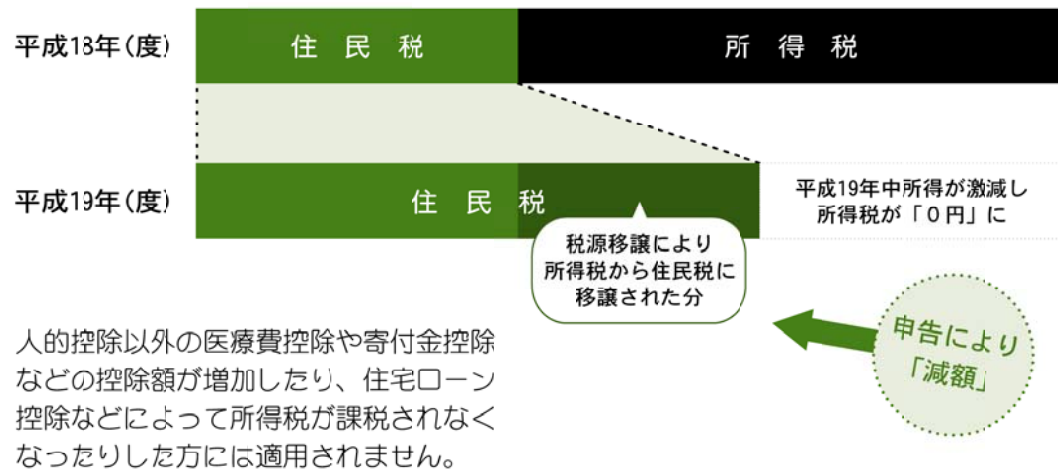 平成18年(度)
住民税
所得税
平成19年(度)
住民税
平成19年中所得が激減し
所得税が「0円」に
税源移譲により
所得税から住民税に
移譲された分
申告により
「減額」
人的控除以外の医療費控除や寄付金控除
などの控除額が増加したり、住宅ローン
控除などによって所得税が課税されなく
なったりした方には適用されません。